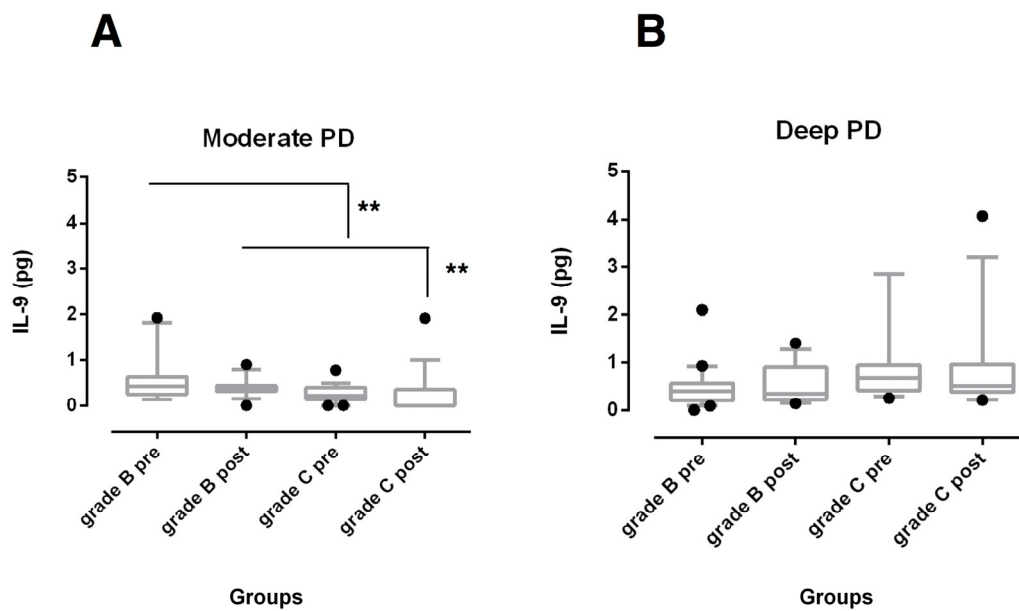 A
Moderate PD
IL-9 (pg)
5
4
3
2
1
0
**
**
grade B pre
grade B post
grade C pre
grade C post
Groups
B
Deep PD
IL-9 (pg)
5
4
3
2
1
0
grade B pre
grade B post
grade C pre
grade C post
Groups